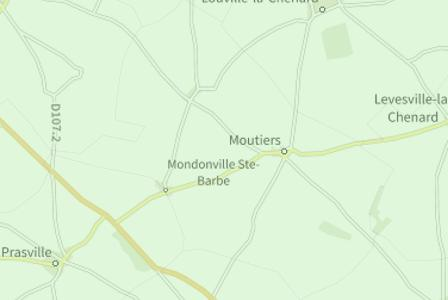 Louville-la-Chenard
D107.2
Levesville-la-
Chenard
Moutiers
Mondonville Ste-
Barbe
Prasville